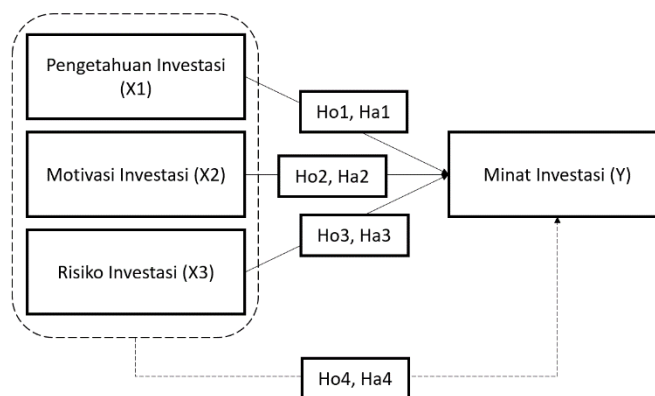 Pengetahuan Investasi
(X1)
Ho1, Ha1
Motivasi Investasi (X2)
Ho2, Ha2
Minat Investasi (Y)
Ho3, Ha3
Risiko Investasi (X3)
Ho4, Ha4